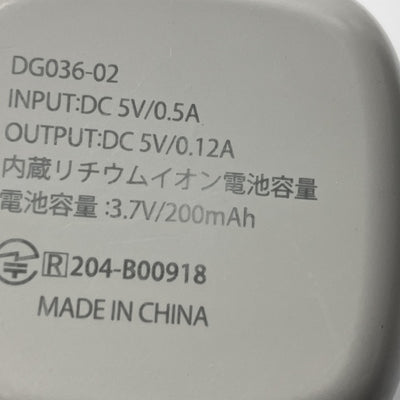 DG036-02
INPUT:DC 5V/0.5A
OUTPUT:DC 5V/0.12A
内蔵リチウムイオン電池容量
電池容量:3.7V/200mAh
R 204-B00918
MADE IN CHINA